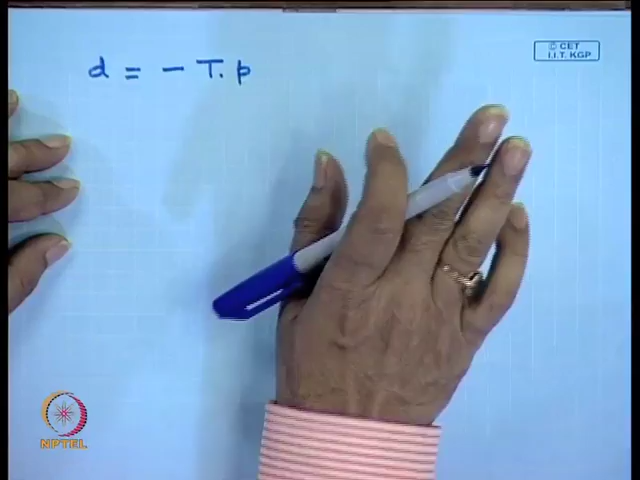 d = - T. p
© CET
I.I.T. KGP
NPTEL